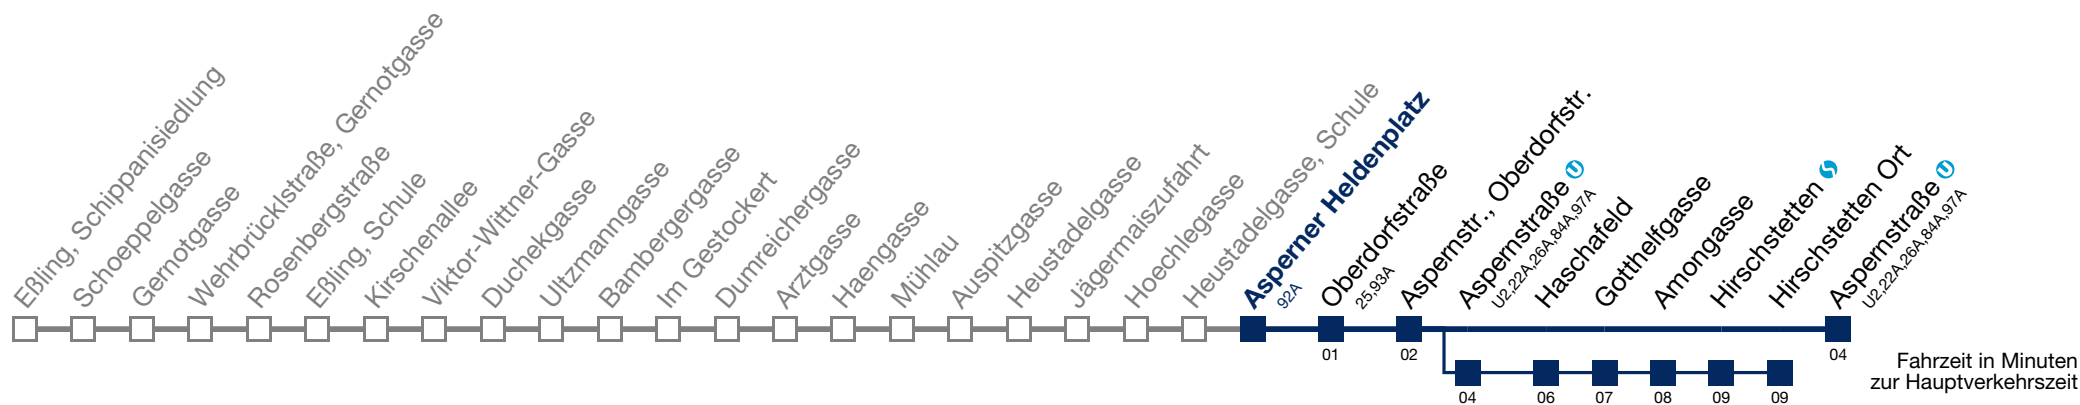 Eßling, Schippanisiedlung
Schoeppelgasse
Gernotgasse
Wehrbrücklstraße, Gernotgasse
Rosenbergstraße
Eßling, Schule
Kirschenallee
Viktor-Wittner-Gasse
Duchekgasse
Ultzmanngasse
Bambergergasse
Im Gestockert
Dumreichergasse
Arztgasse
Haengasse
Mühlau
Auspitzgasse
Heustadelgasse
Jägermaiszufahrt
Hoechlegasse
Heustadelgasse, Schule
Asperner Heldenplatz
92A
Oberdorfstraße
25,93A
Aspernstr., Oberdorfstr.
Aspernstraße U
U2,22A,26A,84A,97A
Haschafeld
Gotthelfgasse
Amongasse
Hirschstetten
Hirschstetten Ort
Aspernstraße U
U2,22A,26A,84A,97A
01
02
04
04
06
07
08
09
09
Fahrzeit in Minuten
zur Hauptverkehrszeit